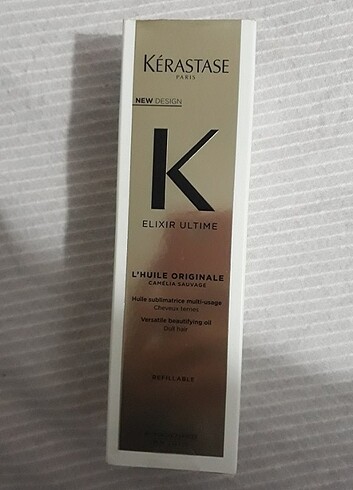 KÉRASTASE
PARIS
NEW DESIGN
K
ELIXIR ULTIME
L'HUILE ORIGINALE
CAMÉLIA SAUVAGE
Huile sublimatrice multi-usage
Cheveux ternes
Versatile beautifying oil
Dull hair
REFILLABLE